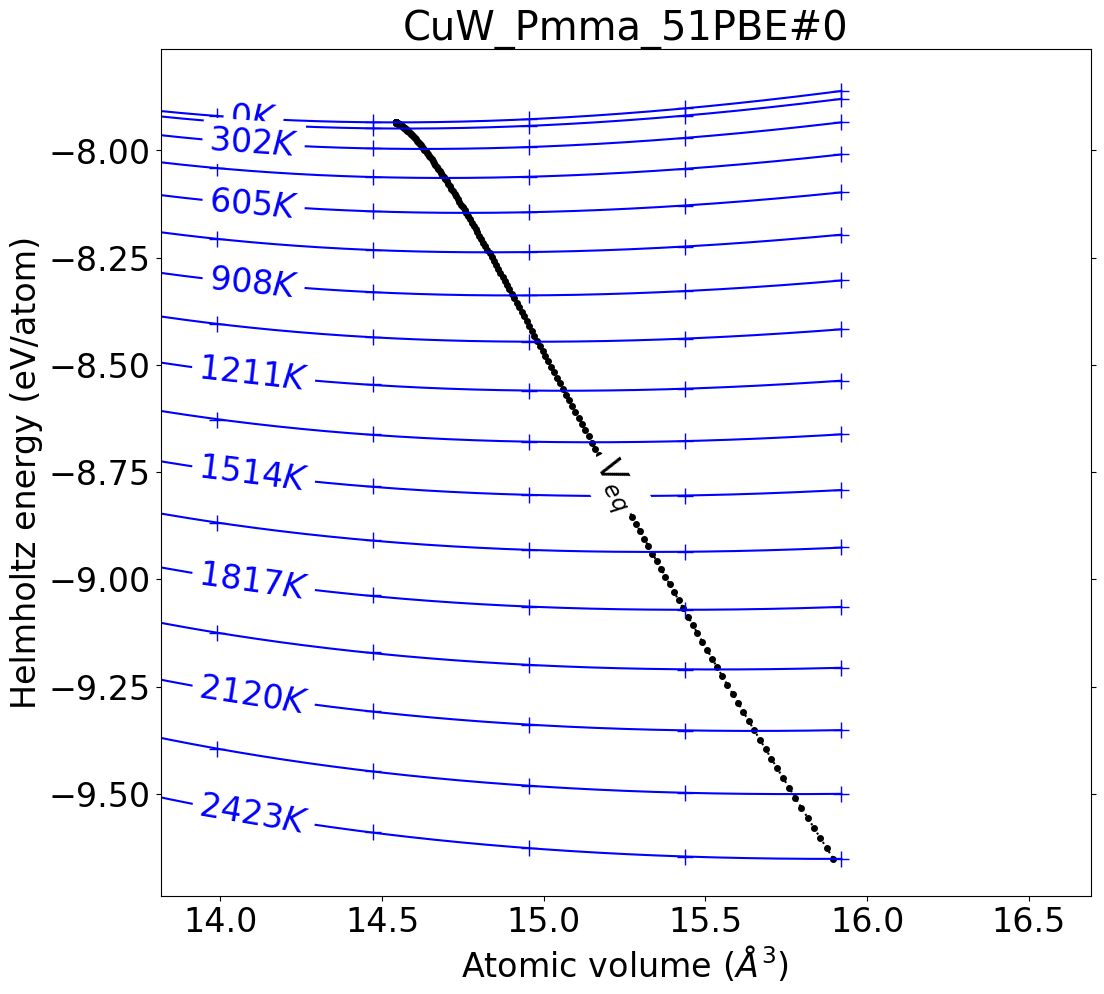 CuW_Pmma_51PBE#0
Helmholtz energy (eV/atom)
−8.00
−8.25
−8.50
−8.75
−9.00
−9.25
−9.50
0K
302K
605K
908K
1211K
1514K
1817K
2120K
2423K
V_eq
14.0 14.5 15.0 15.5 16.0 16.5
Atomic volume (Å³)